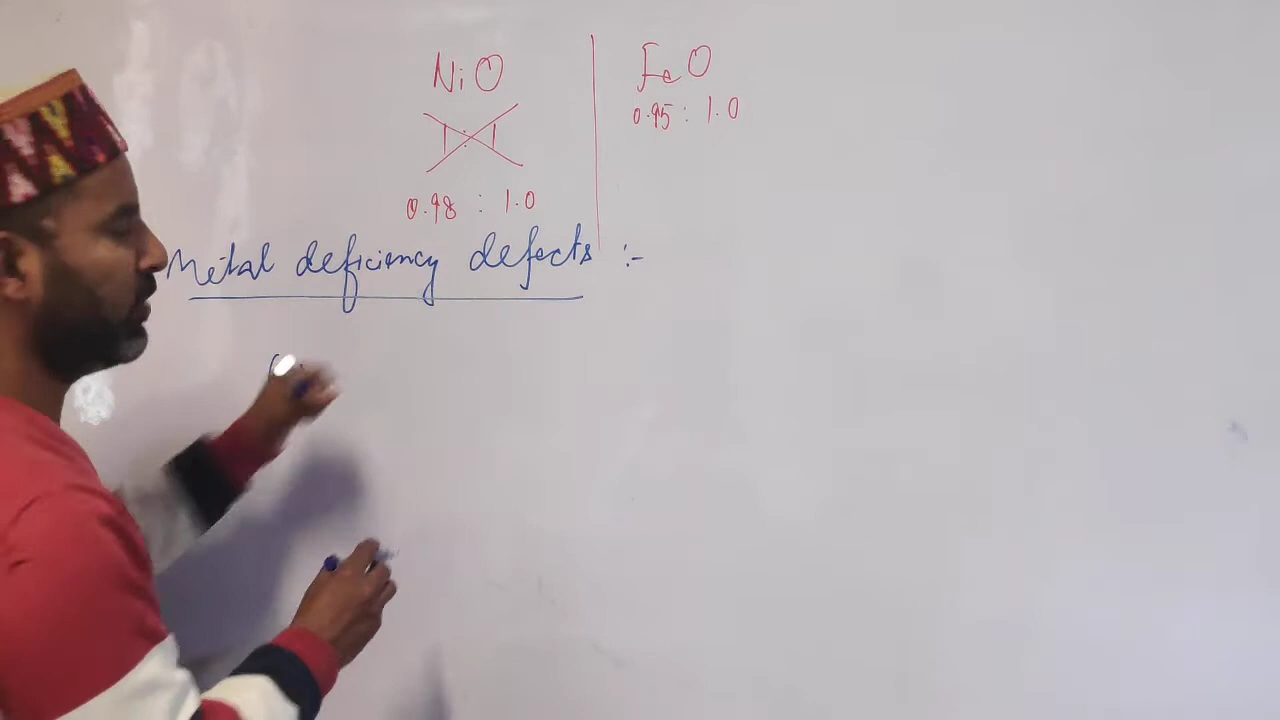 NiO
1:1
0.98 : 1.0
FeO
0.95 : 1.0
Metal deficiency defects :-